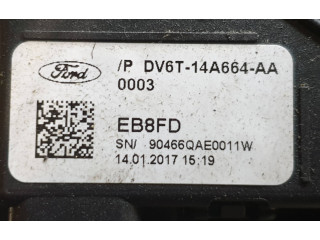 Ford
/P DV6T-14A664-AA
0003
EB8FD
SN/ 90466QAE0011W
14.01.2017 15:19